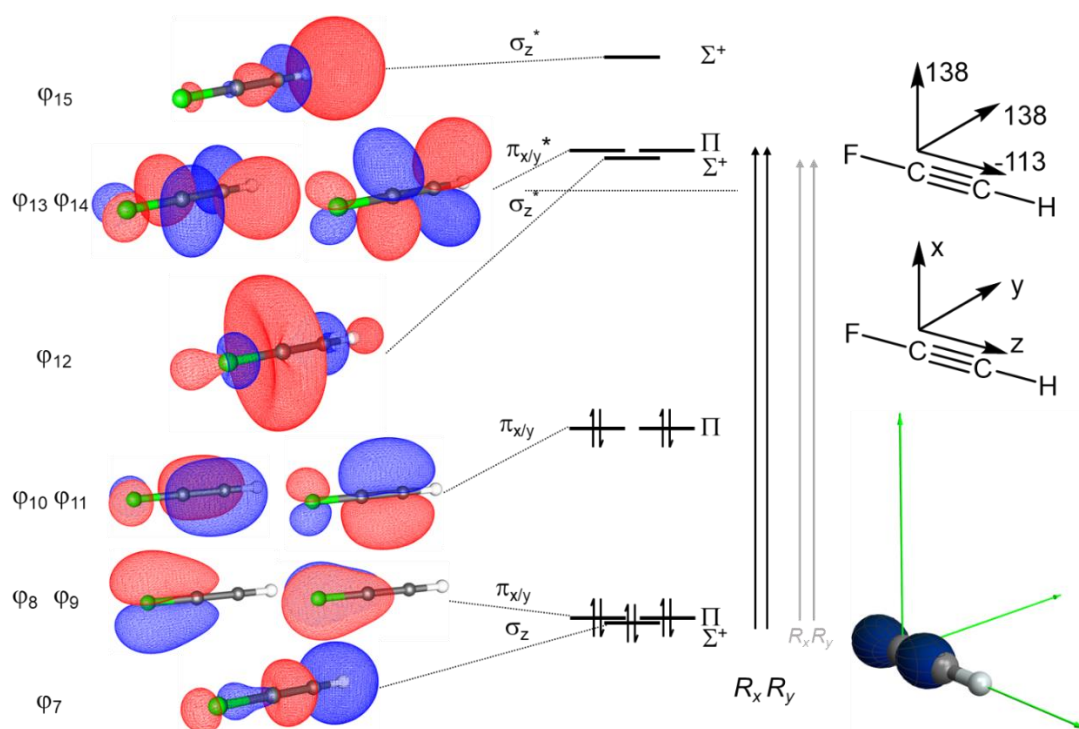 σz* Σ⁺
φ₁₅
πx/y* Π
Σ⁺
φ₁₃ φ₁₄
σz*
φ₁₂
πx/y Π
φ₁₀ φ₁₁
φ₈ φ₉
πx/y Π
σz Σ⁺
φ₇
Rx Ry
Rx Ry
138
138
-113
F C C H
x
y
z
F C C H